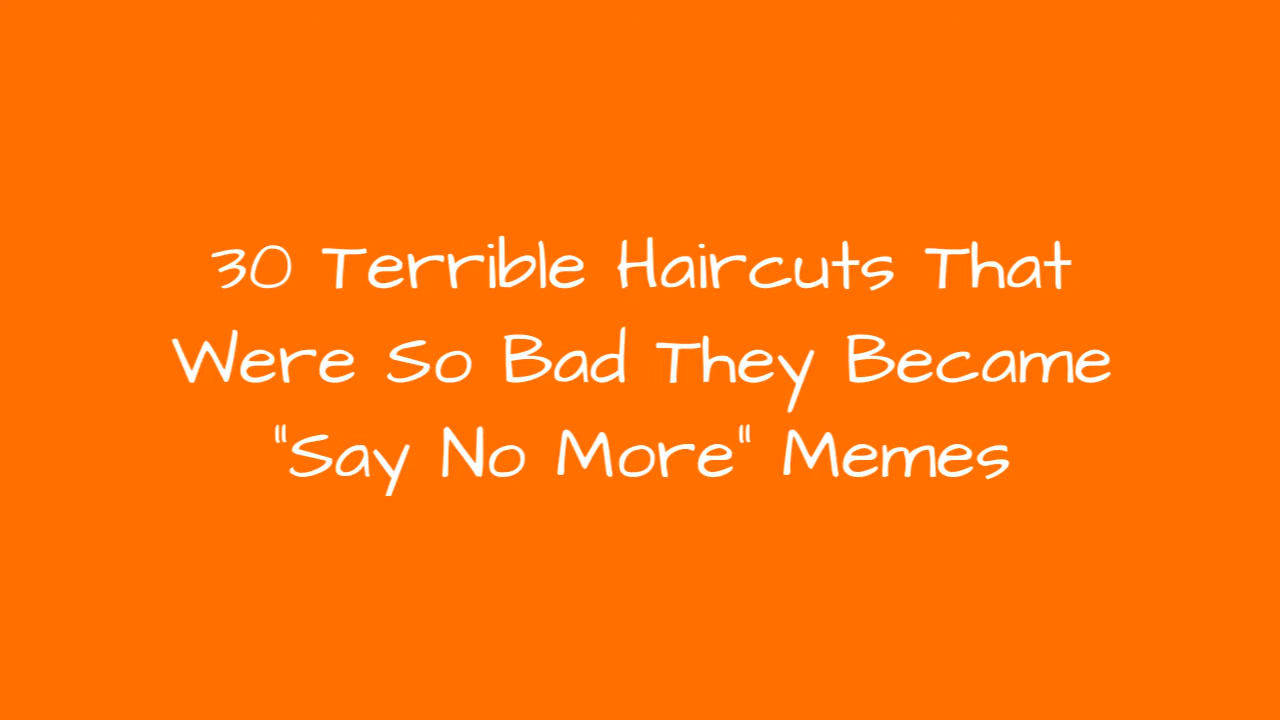 30 Terrible Haircuts That
Were So Bad They Became
"Say No More" Memes